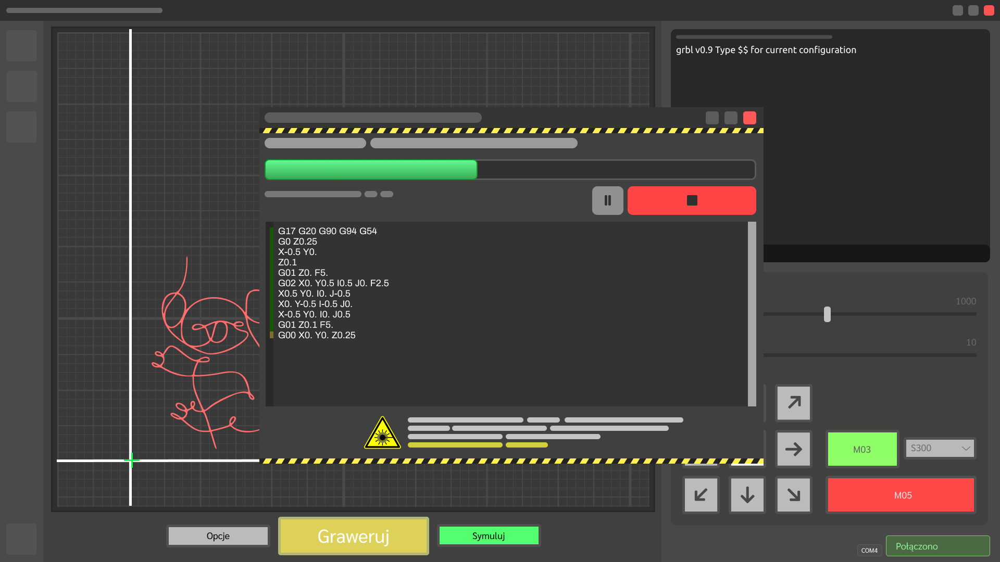 grbl v0.9 Type $$ for current configuration
G17 G20 G90 G94 G54
G0 Z0.25
X-0.5 Y0.
Z0.1
G01 Z0. F5.
G02 X0. Y0.5 I0.5 J0. F2.5
X0.5 Y0. I0. J-0.5
X0. Y-0.5 I-0.5 J0.
X-0.5 Y0. I0. J0.5
G01 Z0.1 F5.
G00 X0. Y0. Z0.25
1000
10
M03
S300
M05
Opcje
Graweruj
Symuluj
COM4
Połączono